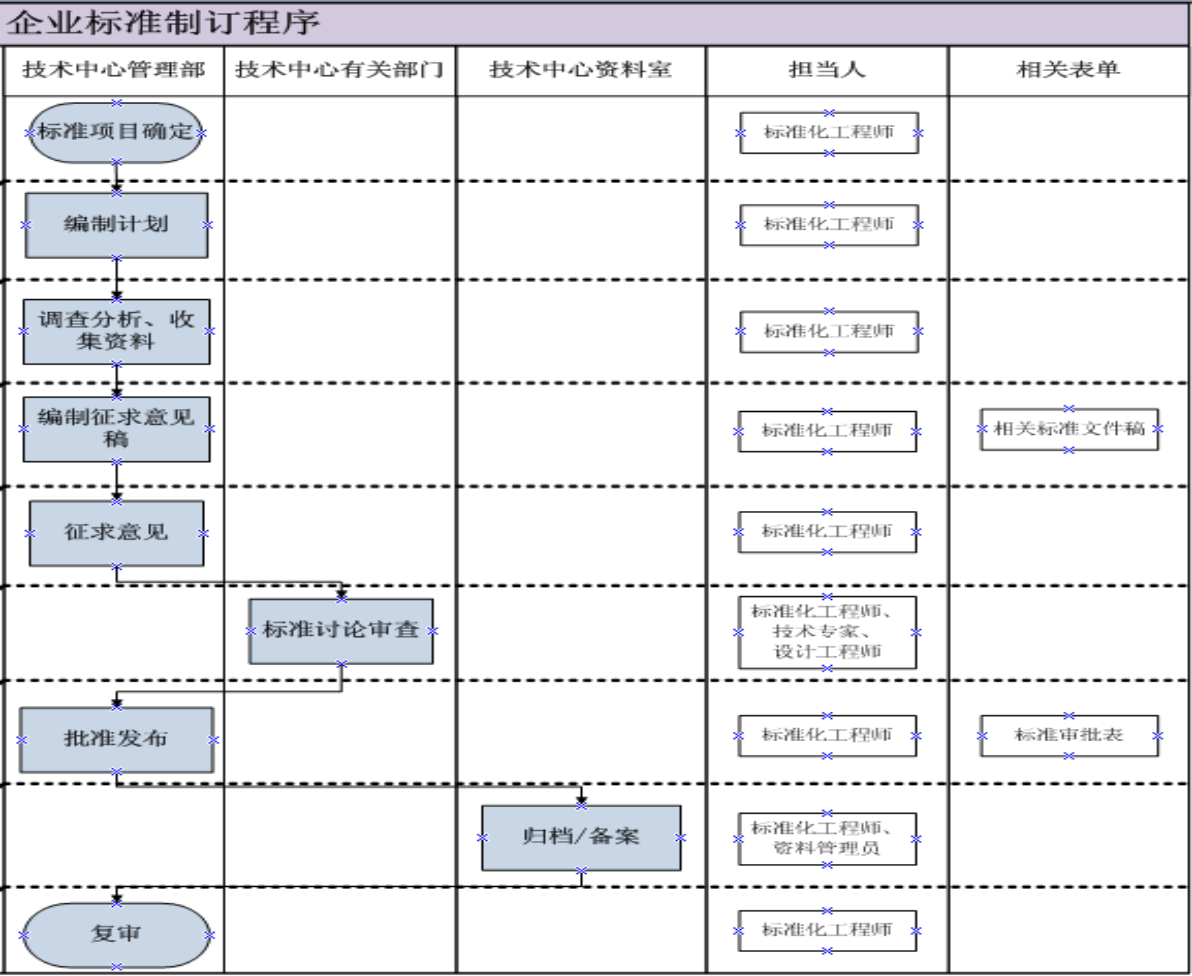 企业标准制订程序
技术中心管理部
技术中心有关部门
技术中心资料室
担当人
相关表单
标准项目确定
标准化工程师
编制计划
标准化工程师
调查分析、收
集资料
标准化工程师
编制征求意见
稿
标准化工程师
相关标准文件稿
征求意见
标准化工程师
标准讨论审查
标准化工程师、
技术专家、
设计工程师
批准发布
标准化工程师
标准审批表
归档/备案
标准化工程师、
资料管理员
复审
标准化工程师